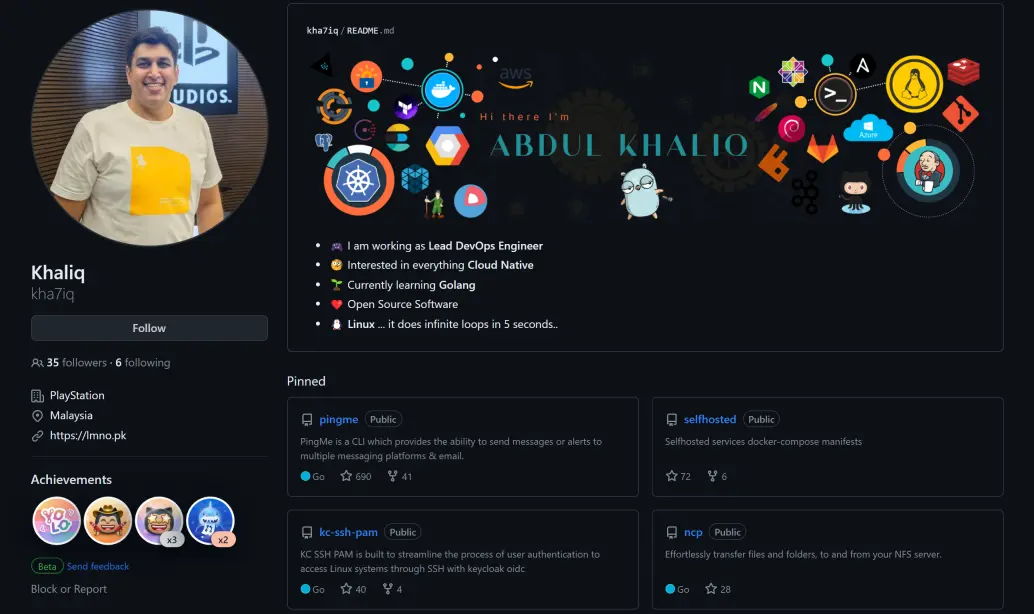 UDIOS.
Khaliq
kha7iq
Follow
35 followers · 6 following
PlayStation
Malaysia
https://lmno.pk
Achievements
YOLO
x3
x2
Beta Send feedback
Block or Report
kha7iq/README.md
aws
Hi there I'm
ABDUL KHALIQ
N
A
>_
Azure
I am working as Lead DevOps Engineer
Interested in everything Cloud Native
Currently learning Golang
Open Source Software
Linux ... it does infinite loops in 5 seconds..
Pinned
pingme Public
PingMe is a CLI which provides the ability to send messages or alerts to
multiple messaging platforms & email.
Go 690 41
selfhosted Public
Selfhosted services docker-compose manifests
72 6
kc-ssh-pam Public
KC SSH PAM is built to streamline the process of user authentication to
access Linux systems through SSH with keycloak oidc
Go 40 4
ncp Public
Effortlessly transfer files and folders, to and from your NFS server.
Go 28